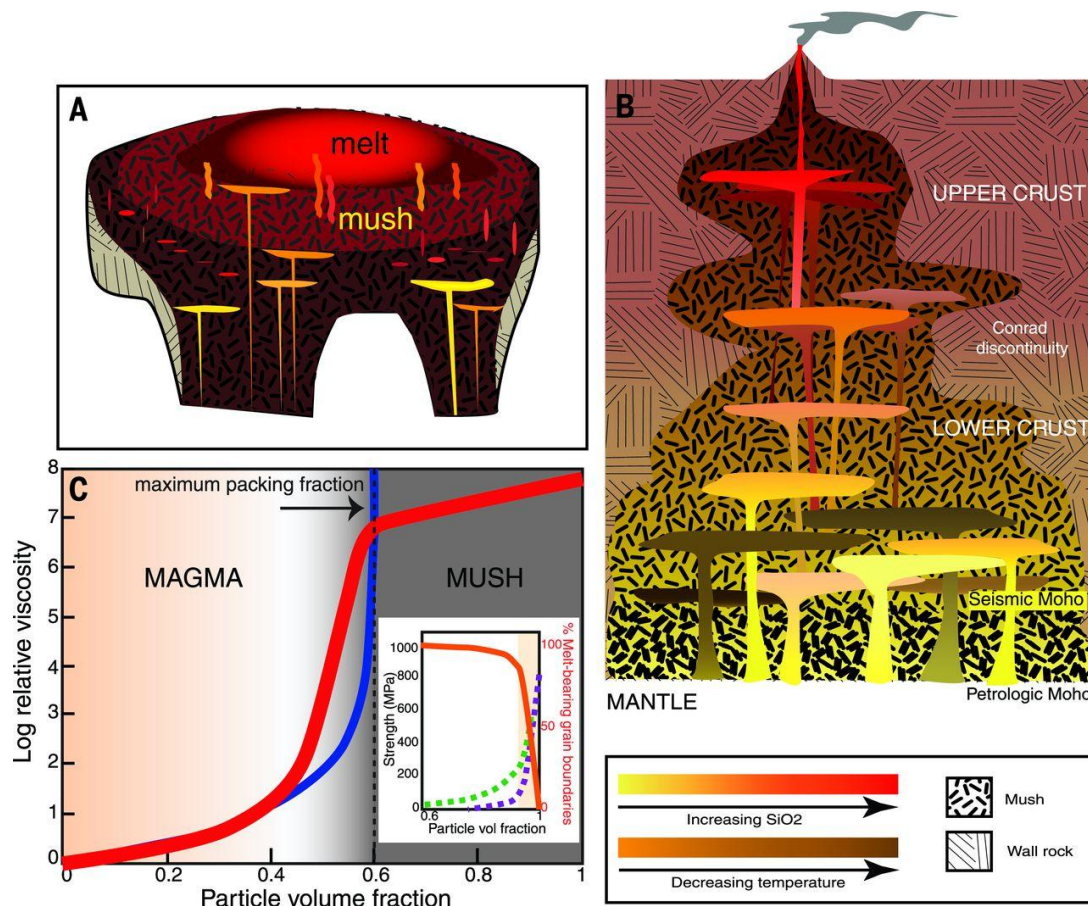 A
melt
mush
B
UPPER CRUST
Conrad
discontinuity
LOWER CRUST
Seismic Moho
Petrologic Moho
MANTLE
C
8
7
6
5
4
3
2
1
0
Log relative viscosity
maximum packing fraction
MAGMA
MUSH
0
0.2
0.4
0.6
0.8
1
Particle volume fraction
1000
800
600
400
200
0
Strength (MPa)
100
50
0
% Melt-bearing grain boundaries
0.6
1
Particle vol fraction
Increasing SiO2
Decreasing temperature
Mush
Wall rock